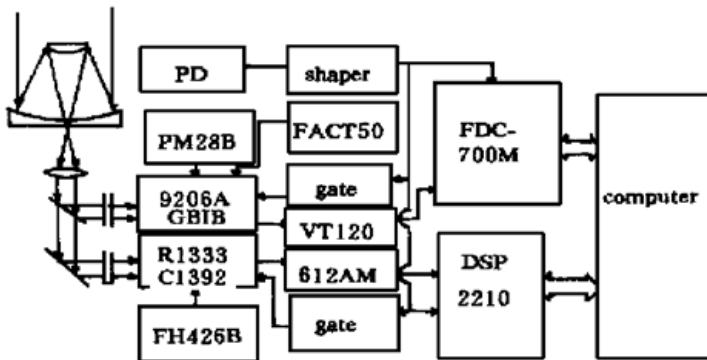 PD
shaper
PM28B
FACT50
FDC-
700M
9206A
GBIB
gate
VT120
computer
R1333
C1392
612AM
DSP
2210
FH426B
gate